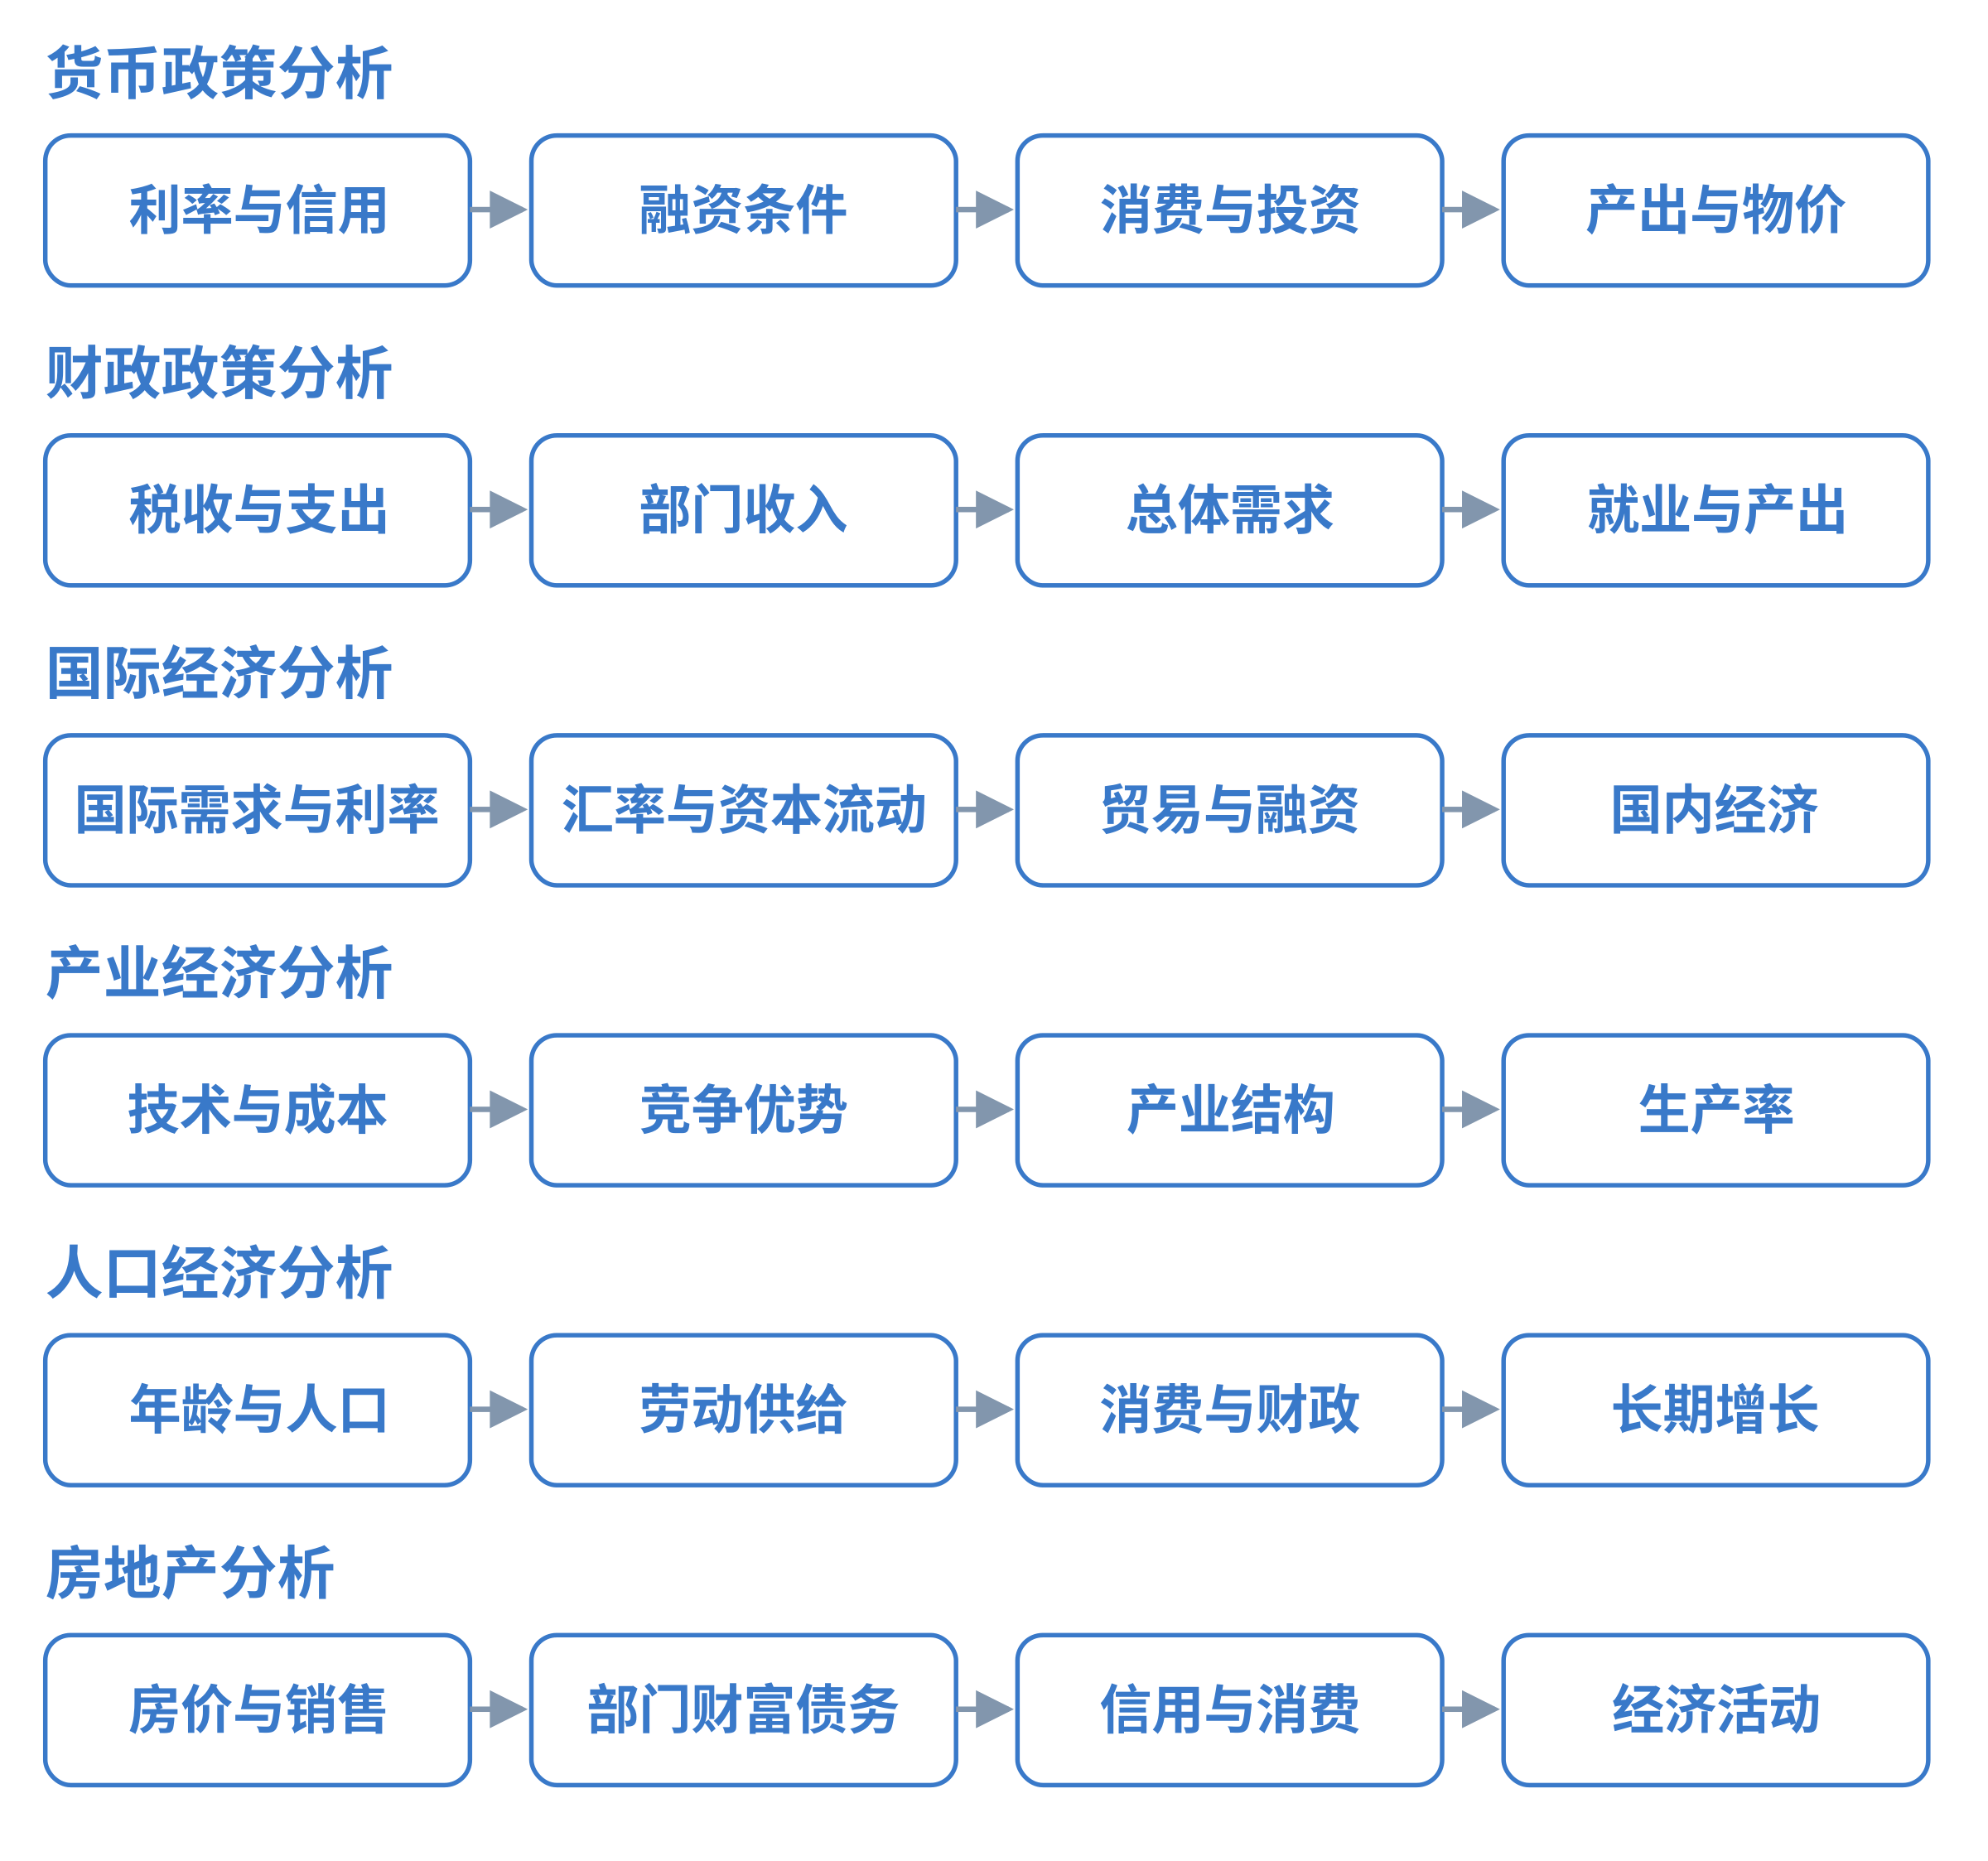 货币政策分析
利率与信用
融资条件
消费与投资
产出与物价
财政政策分析
税收与支出
部门收入
总体需求
就业与产出
国际经济分析
国际需求与利率
汇率与资本流动
贸易与融资
国内经济
产业经济分析
技术与成本
竞争优势
产业结构
生产率
人口经济分析
年龄与人口
劳动供给
消费与财政
长期增长
房地产分析
房价与销售
部门财富债务
信用与消费
经济活动